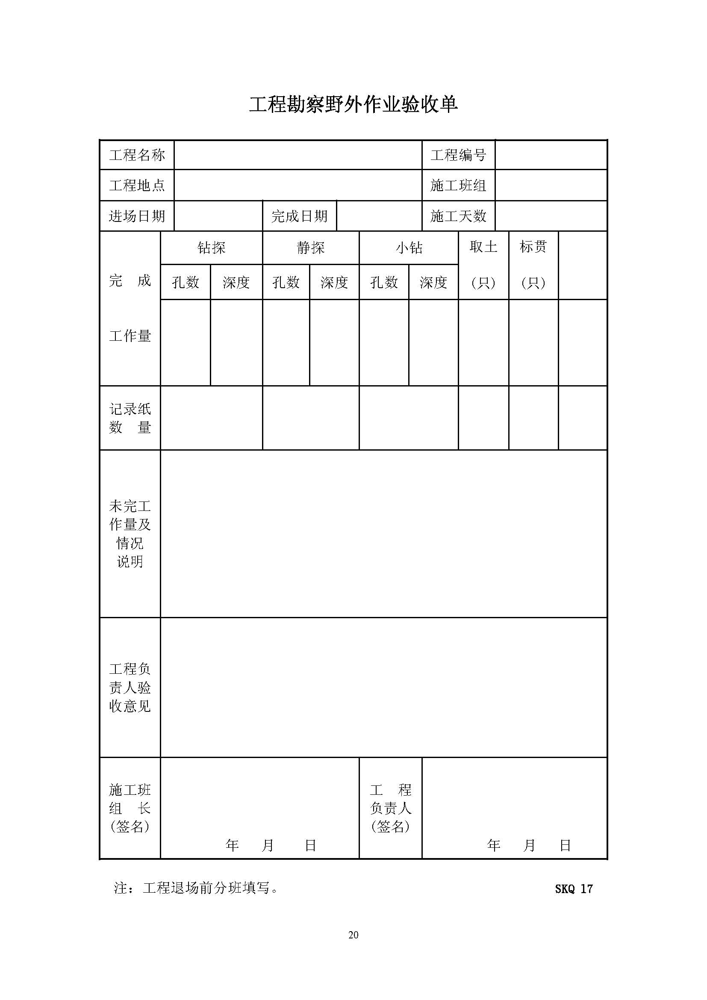 工程勘察野外作业验收单
工程名称 工程编号
工程地点 施工班组
进场日期 完成日期 施工天数
钻探 静探 小钻 取土 标贯
完 成 孔数 深度 孔数 深度 孔数 深度 (只) (只)
工作量
记录纸
数 量
未完工
作量及
情况
说明
工程负
责人验
收意见
施工班
组 长
(签名)
年 月 日
工 程
负责人
(签名)
年 月 日
注：工程退场前分班填写。 SKQ 17
20